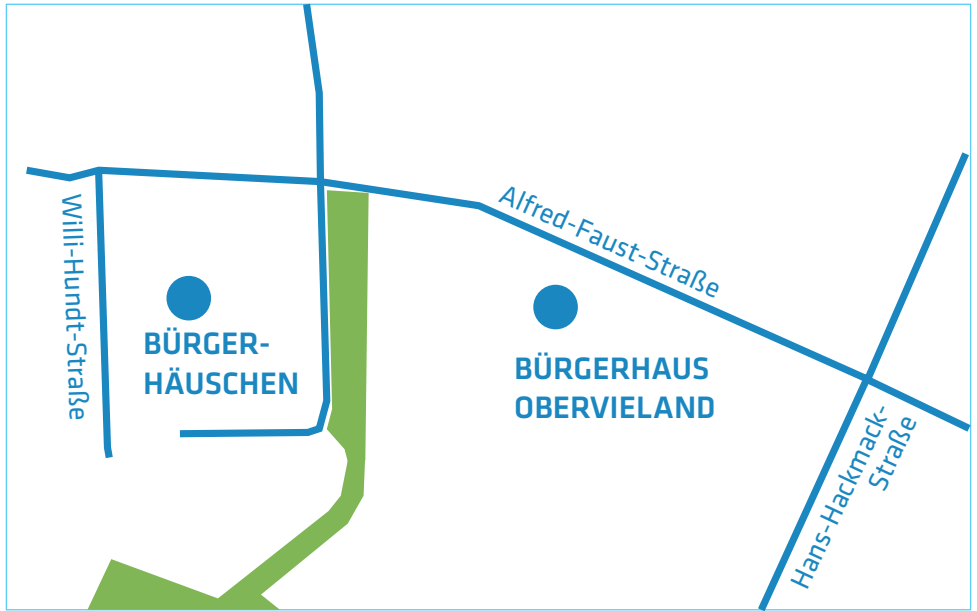 Willi-Hundt-Straße
BÜRGER-
HÄUSCHEN
Alfred-Faust-Straße
BÜRGERHAUS
OBERVIELAND
Hans-Hackmack-
Straße